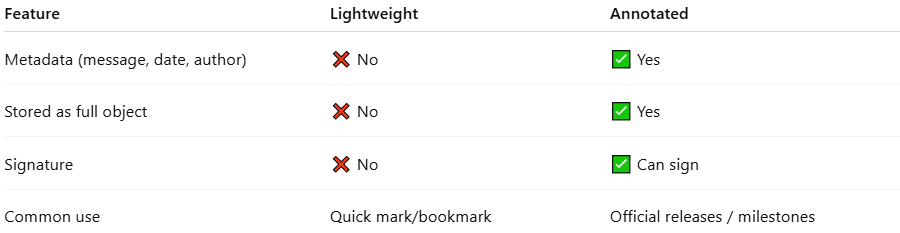 Feature Lightweight Annotated
Metadata (message, date, author) ❌ No ✅ Yes
Stored as full object ❌ No ✅ Yes
Signature ❌ No ✅ Can sign
Common use Quick mark/bookmark Official releases / milestones